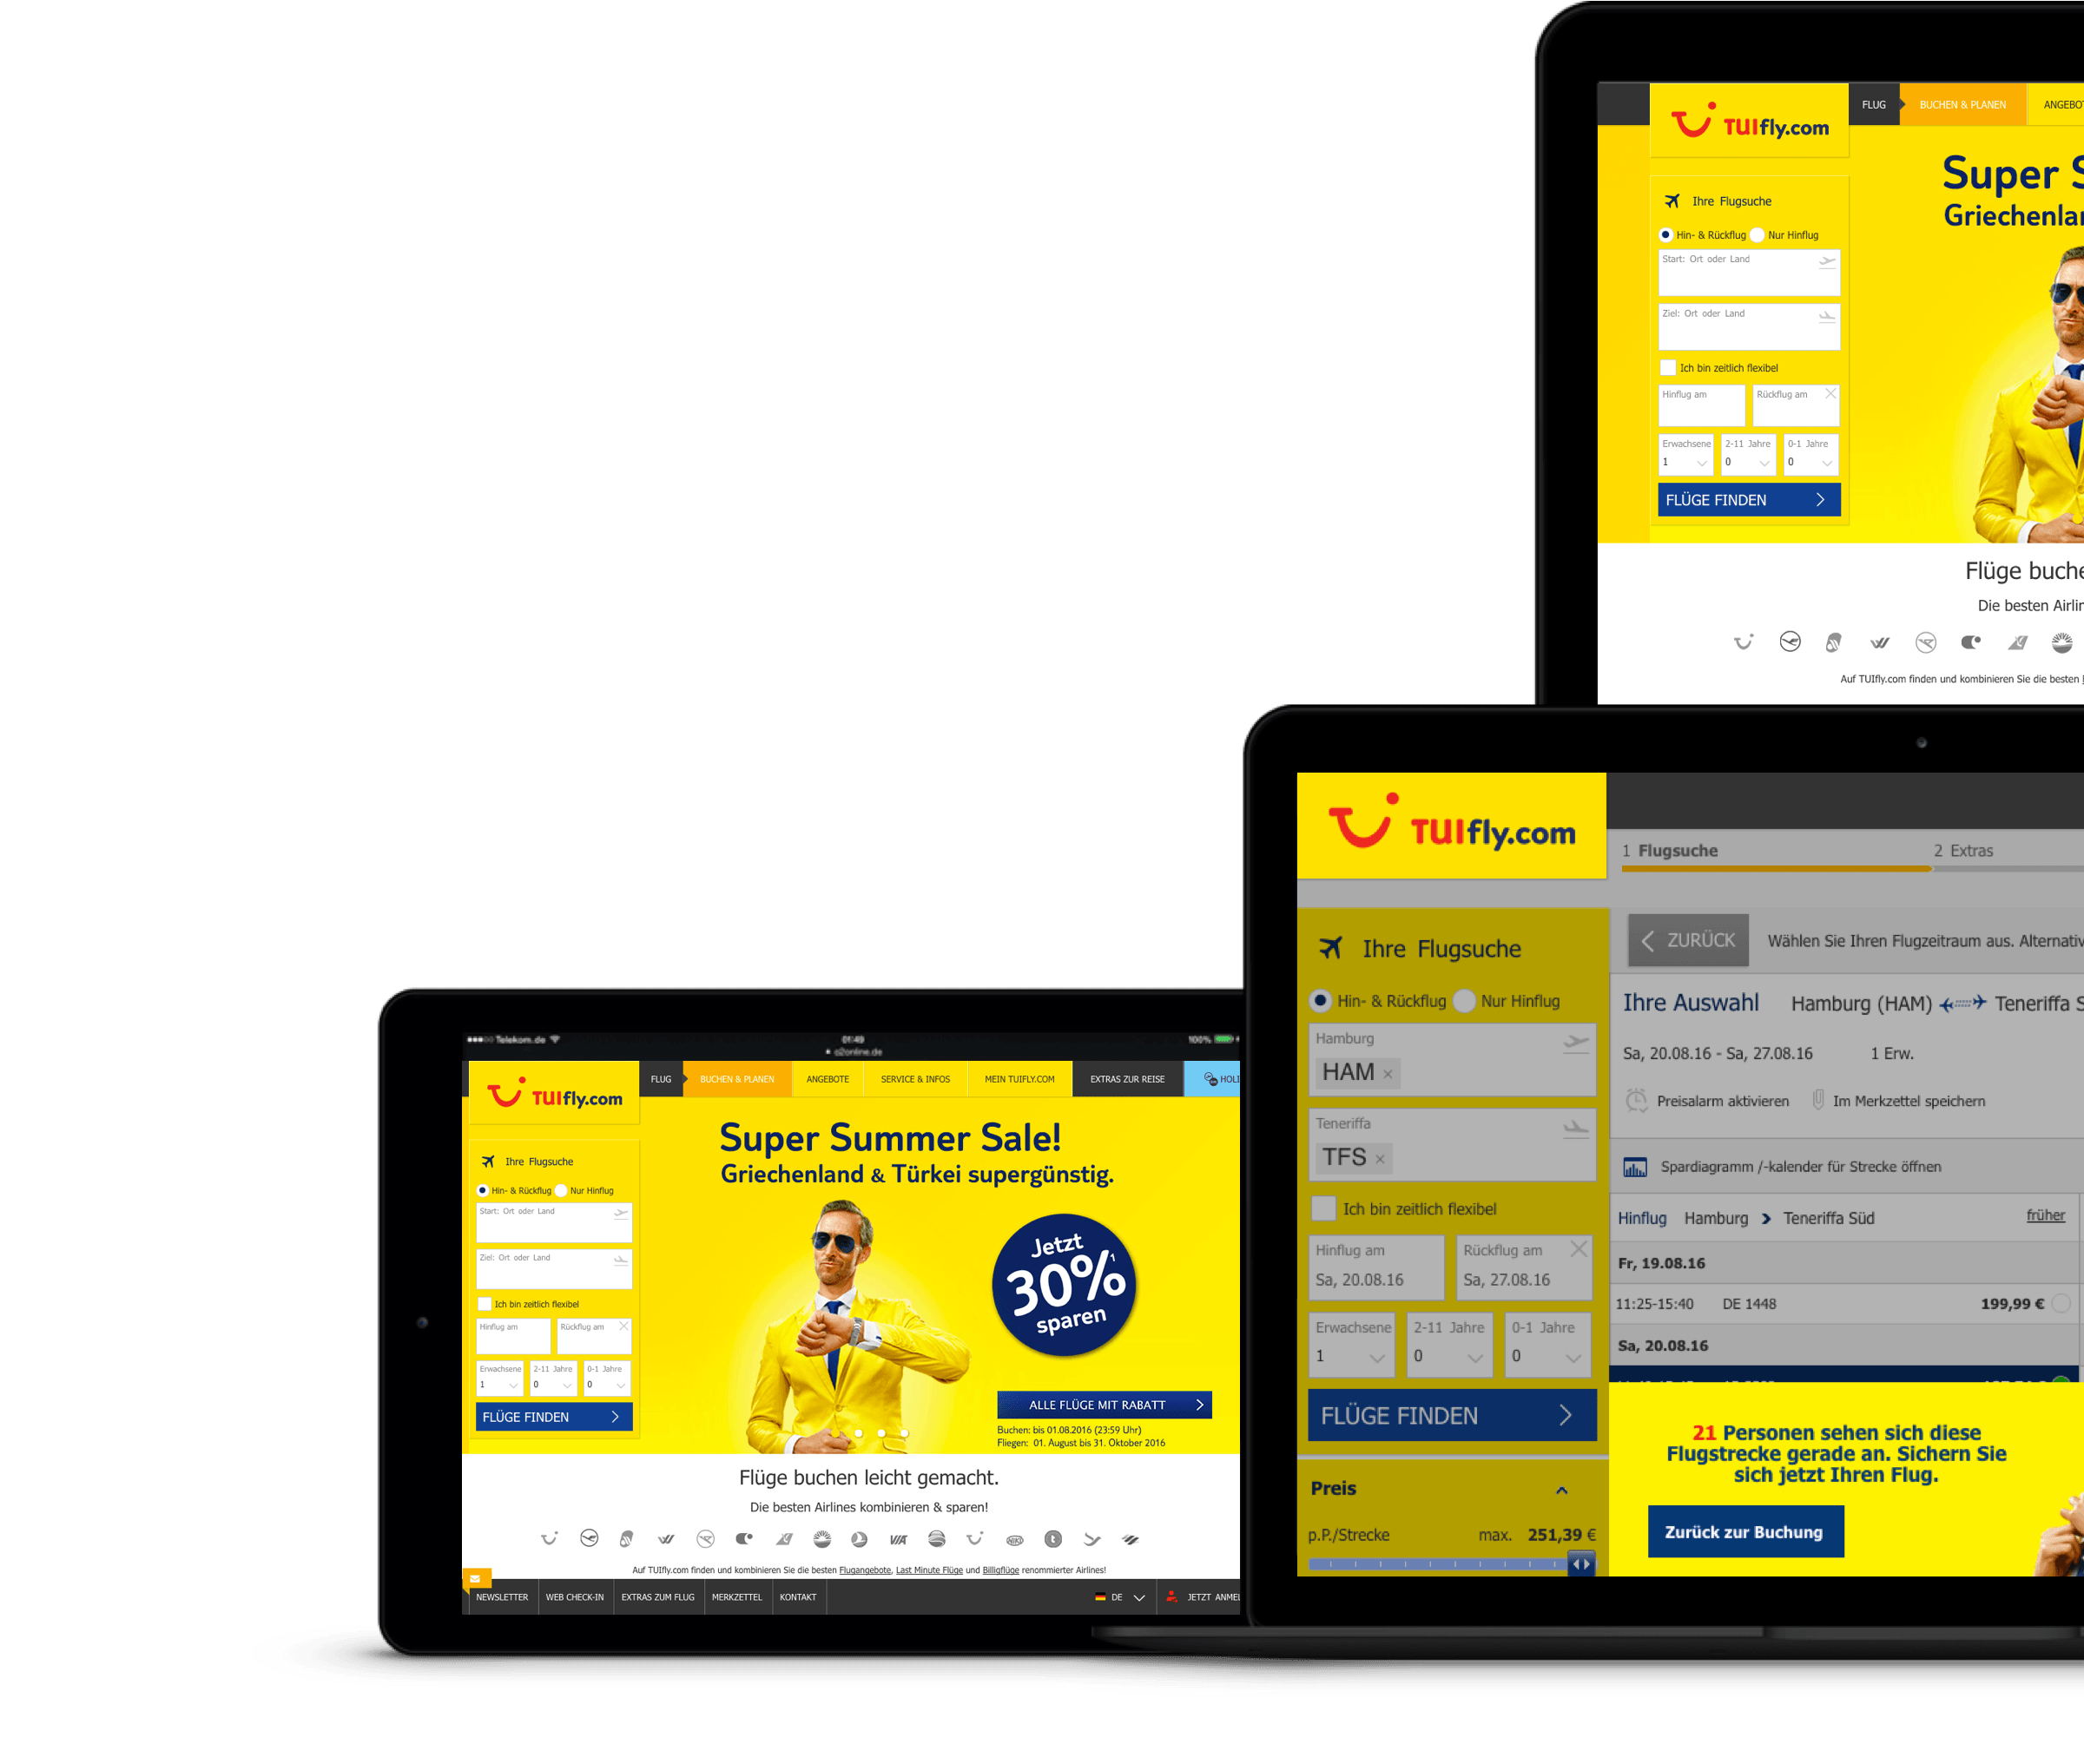 TUIfly.com
FLUG
BUCHEN & PLANEN
ANGEBOT
Super S
Griechenlan
Ihre Flugsuche
Hin- & Rückflug
Nur Hinflug
Start: Ort oder Land
Ziel: Ort oder Land
Ich bin zeitlich flexibel
Hinflug am
Rückflug am
Erwachsene
2-11 Jahre
0-1 Jahre
1
0
0
FLÜGE FINDEN
Flüge buche
Die besten Airlin
Auf TUIfly.com finden und kombinieren Sie die besten
TUIfly.com
1 Flugsuche
2 Extras
ZURÜCK
Wählen Sie Ihren Flugzeitraum aus. Alternativ
Ihre Flugsuche
Hin- & Rückflug
Nur Hinflug
Hamburg
HAM ×
Teneriffa
TFS ×
Ich bin zeitlich flexibel
Hinflug am
Rückflug am
Sa, 20.08.16
Sa, 27.08.16
Erwachsene
2-11 Jahre
0-1 Jahre
1
0
0
FLÜGE FINDEN
Preis
p.P./Strecke
max. 251,39 €
Ihre Auswahl
Hamburg (HAM)
Teneriffa S
Sa, 20.08.16 - Sa, 27.08.16
1 Erw.
Preisalarm aktivieren
Im Merkzettel speichern
Spardiagramm /-kalender für Strecke öffnen
Hinflug Hamburg > Teneriffa Süd
früher
Fr, 19.08.16
11:25-15:40 DE 1448 199,99 €
Sa, 20.08.16
21 Personen sehen sich diese
Flugstrecke gerade an. Sichern Sie
sich jetzt Ihren Flug.
Zurück zur Buchung
Telekom.de
01:49
100%
o2online.de
TUIfly.com
FLUG
BUCHEN & PLANEN
ANGEBOTE
SERVICE & INFOS
MEIN TUIFLY.COM
EXTRAS ZUR REISE
HOLI
Super Summer Sale!
Griechenland & Türkei supergünstig.
Ihre Flugsuche
Hin- & Rückflug
Nur Hinflug
Start: Ort oder Land
Ziel: Ort oder Land
Ich bin zeitlich flexibel
Hinflug am
Rückflug am
Erwachsene
2-11 Jahre
0-1 Jahre
1
0
0
FLÜGE FINDEN
Jetzt
30%¹
sparen
ALLE FLÜGE MIT RABATT
Buchen: bis 01.08.2016 (23:59 Uhr)
Fliegen: 01. August bis 31. Oktober 2016
Flüge buchen leicht gemacht.
Die besten Airlines kombinieren & sparen!
VIA
NIKI
Auf TUIfly.com finden und kombinieren Sie die besten Flugangebote, Last Minute Flüge und Billigflüge renommierter Airlines!
NEWSLETTER
WEB CHECK-IN
EXTRAS ZUM FLUG
MERKZETTEL
KONTAKT
DE
JETZT ANMEL